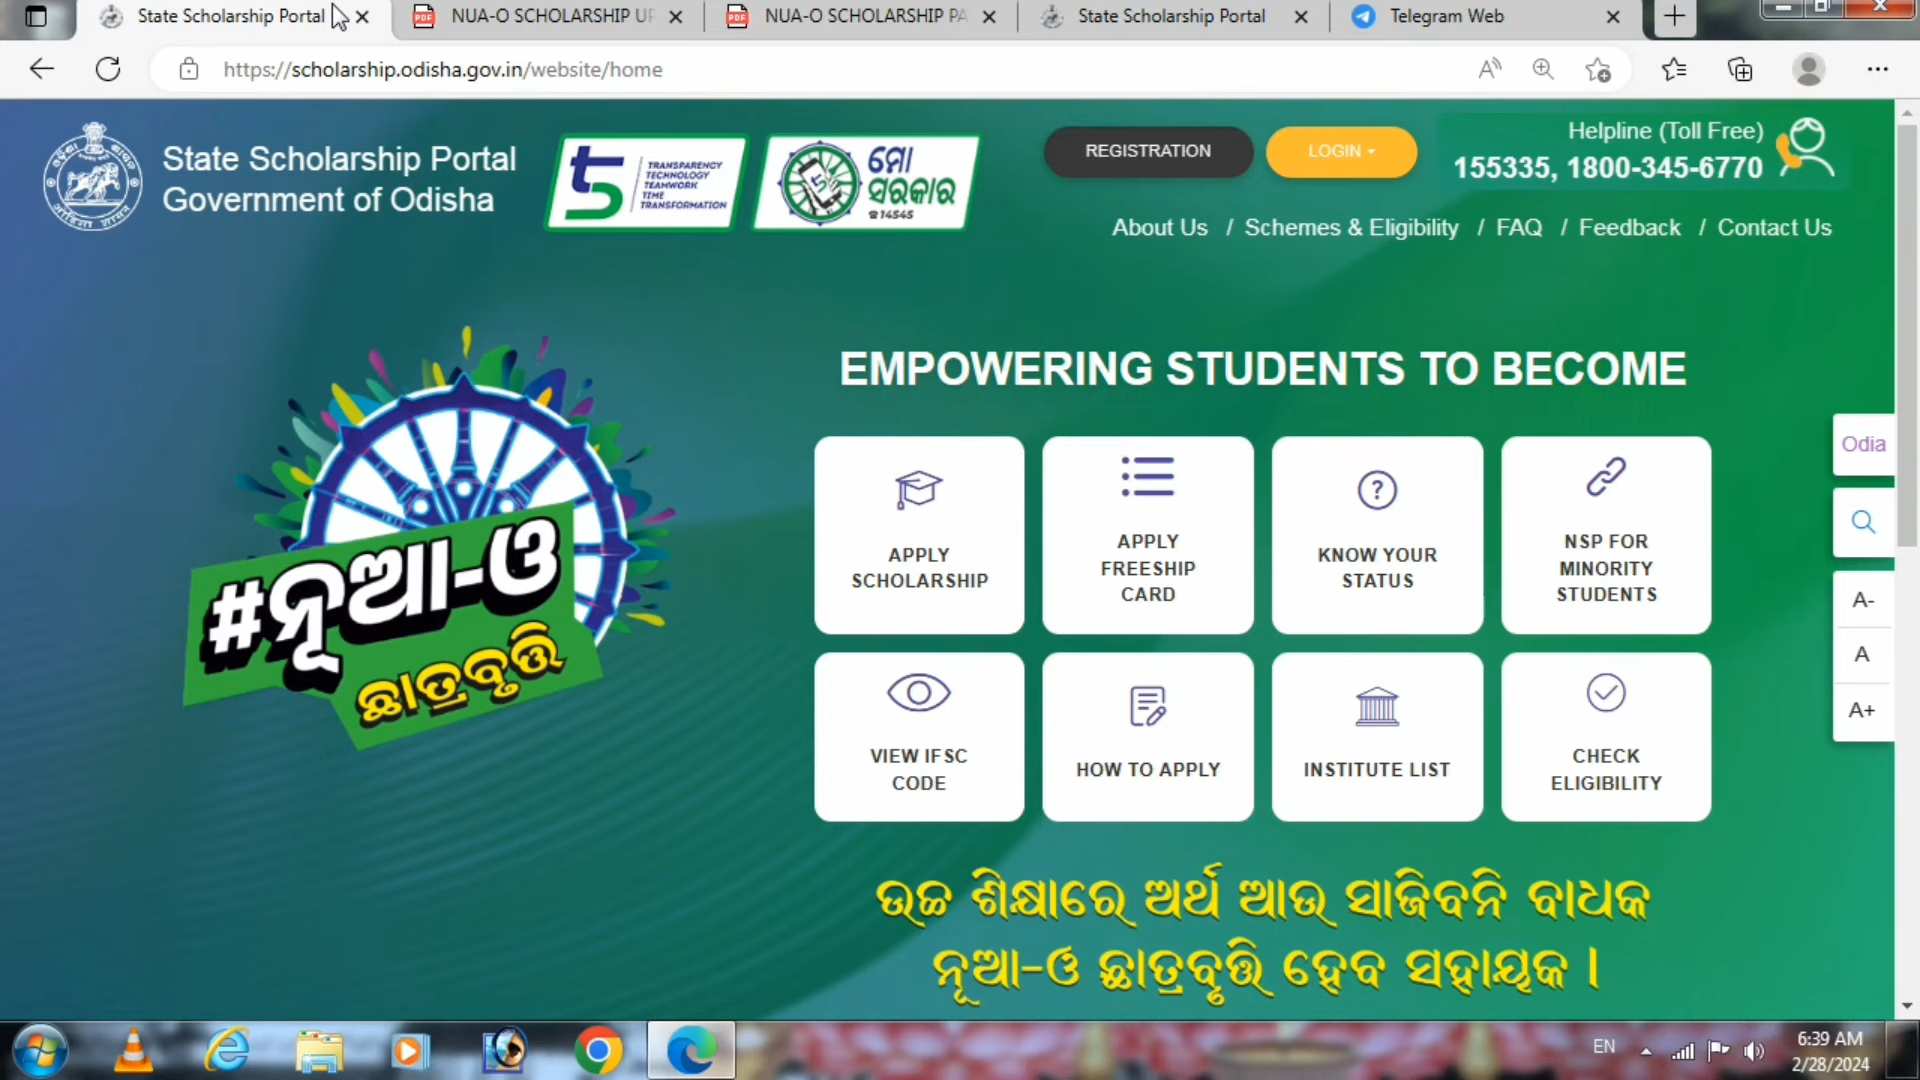 State Scholarship Portal
NUA-O SCHOLARSHIP UP
NUA-O SCHOLARSHIP PA
State Scholarship Portal
Telegram Web
https://scholarship.odisha.gov.in/website/home
State Scholarship Portal
Government of Odisha
t5
TRANSPARENCY
TECHNOLOGY
TEAMWORK
TIME
TRANSFORMATION
ମୋ
ସରକାର
☎14545
REGISTRATION
LOGIN
Helpline (Toll Free)
155335, 1800-345-6770
About Us / Schemes & Eligibility / FAQ / Feedback / Contact Us
#ନୂଆ-ଓ
ଛାତ୍ରବୃତ୍ତି
EMPOWERING STUDENTS TO BECOME
APPLY
SCHOLARSHIP
APPLY
FREESHIP
CARD
KNOW YOUR
STATUS
NSP FOR
MINORITY
STUDENTS
VIEW IFSC
CODE
HOW TO APPLY
INSTITUTE LIST
CHECK
ELIGIBILITY
Odia
A-
A
A+
ଉଚ୍ଚ ଶିକ୍ଷାରେ ଅର୍ଥ ଆଉ ସାଜିବନି ବାଧକ
ନୂଆ-ଓ ଛାତ୍ରବୃତ୍ତି ହେବ ସହାୟକ ।
EN
6:39 AM
2/28/2024